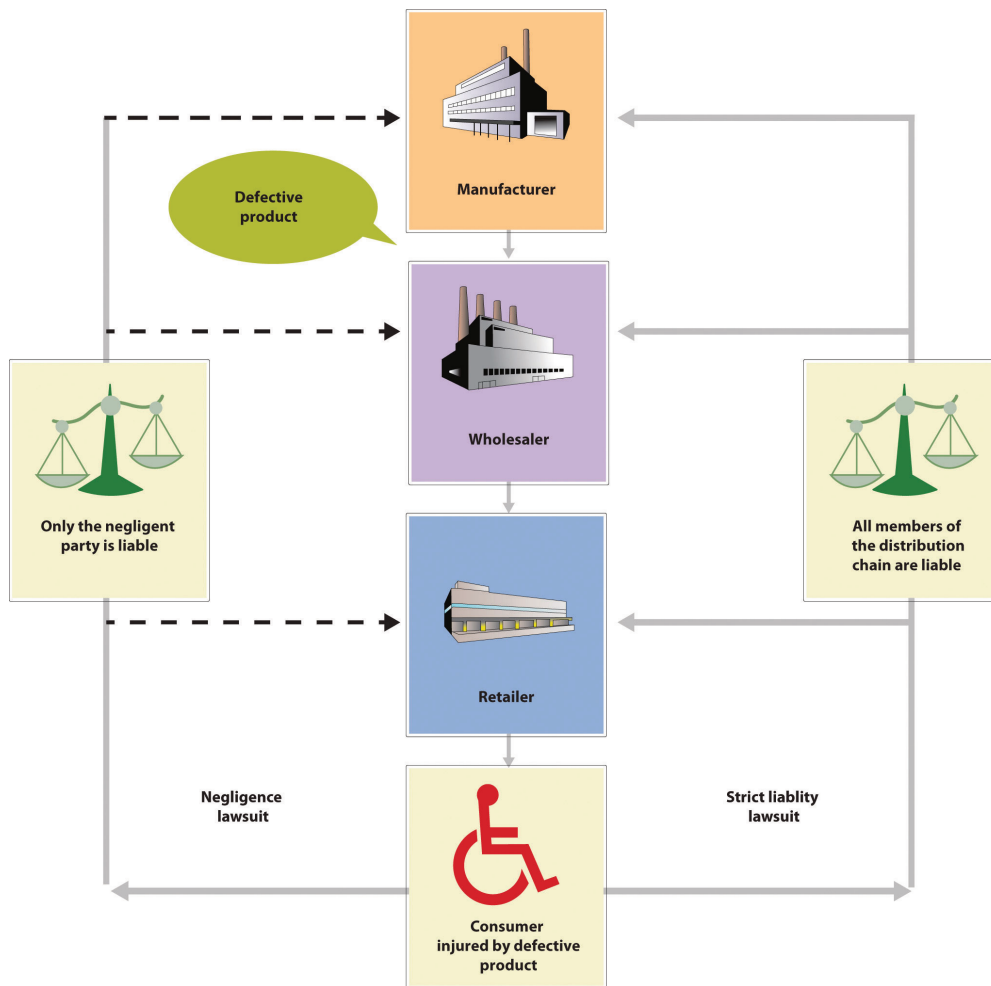 Manufacturer
Defective
product
Wholesaler
Only the negligent
party is liable
All members of
the distribution
chain are liable
Retailer
Negligence
lawsuit
Strict liablity
lawsuit
Consumer
injured by defective
product